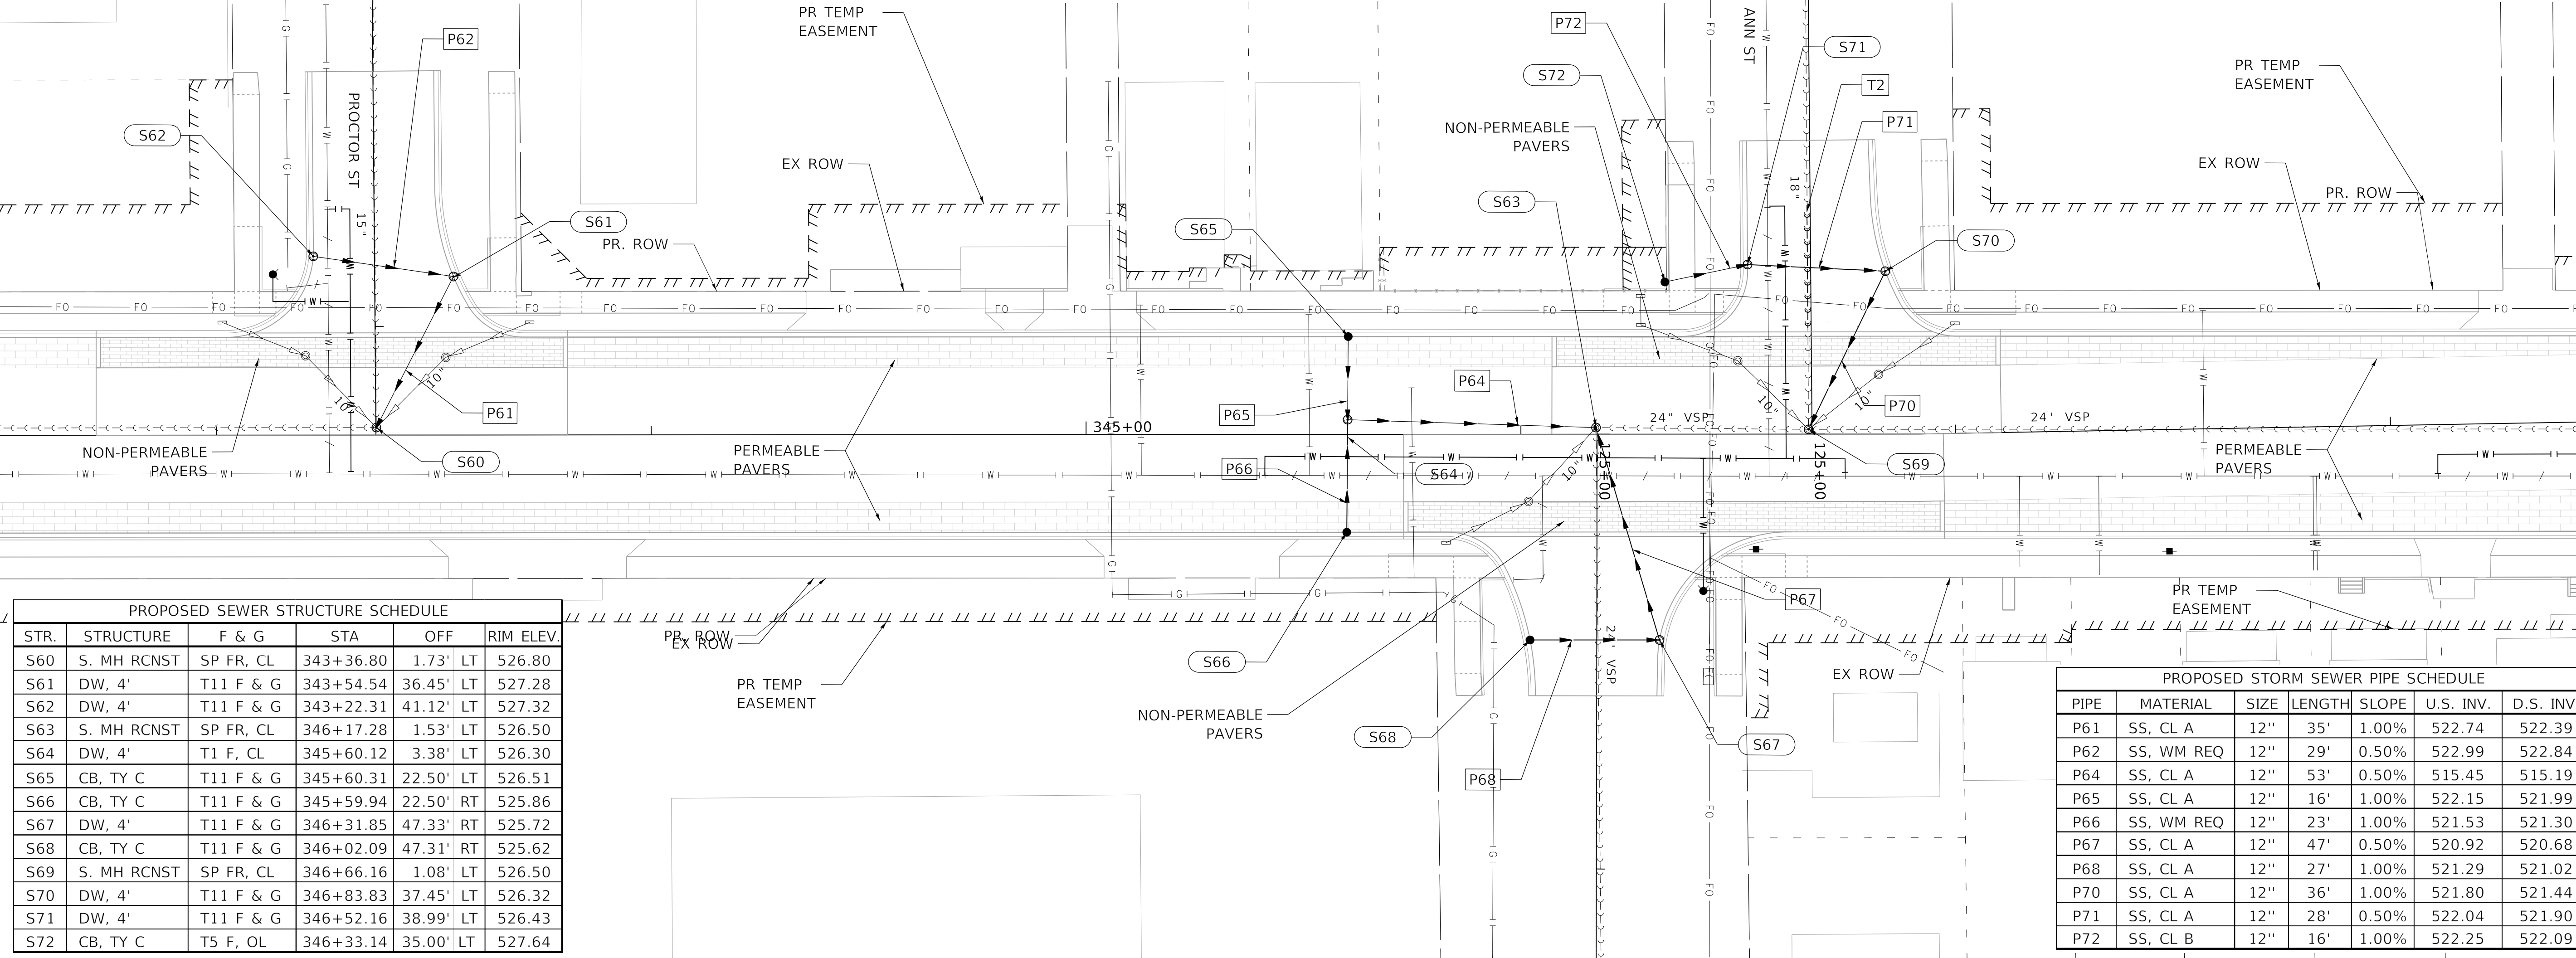 PR TEMP
EASEMENT
P62
PROCTOR ST
S62
15"
S61
PR. ROW
EX ROW
S65
P72
S72
NON-PERMEABLE
PAVERS
S63
ANN ST
S71
T2
P71
18"
S70
PR TEMP
EASEMENT
EX ROW
PR. ROW
10"
10"
P61
S60
NON-PERMEABLE
PAVERS
PERMEABLE
PAVERS
345+00
P65
P66
S64
P64
24" VSP
10"
10"
10"
P70
24' VSP
S69
125+00
125+00
PERMEABLE
PAVERS
PR. ROW
EX ROW
PR TEMP
EASEMENT
S66
NON-PERMEABLE
PAVERS
S68
P68
24' VSP
P67
S67
EX ROW
PR TEMP
EASEMENT
PROPOSED SEWER STRUCTURE SCHEDULE
STR. STRUCTURE F & G STA OFF RIM ELEV.
S60 S. MH RCNST SP FR, CL 343+36.80 1.73' LT 526.80
S61 DW, 4' T11 F & G 343+54.54 36.45' LT 527.28
S62 DW, 4' T11 F & G 343+22.31 41.12' LT 527.32
S63 S. MH RCNST SP FR, CL 346+17.28 1.53' LT 526.50
S64 DW, 4' T1 F, CL 345+60.12 3.38' LT 526.30
S65 CB, TY C T11 F & G 345+60.31 22.50' LT 526.51
S66 CB, TY C T11 F & G 345+59.94 22.50' RT 525.86
S67 DW, 4' T11 F & G 346+31.85 47.33' RT 525.72
S68 CB, TY C T11 F & G 346+02.09 47.31' RT 525.62
S69 S. MH RCNST SP FR, CL 346+66.16 1.08' LT 526.50
S70 DW, 4' T11 F & G 346+83.83 37.45' LT 526.32
S71 DW, 4' T11 F & G 346+52.16 38.99' LT 526.43
S72 CB, TY C T5 F, OL 346+33.14 35.00' LT 527.64
PROPOSED STORM SEWER PIPE SCHEDULE
PIPE MATERIAL SIZE LENGTH SLOPE U.S. INV. D.S. INV
P61 SS, CL A 12'' 35' 1.00% 522.74 522.39
P62 SS, WM REQ 12'' 29' 0.50% 522.99 522.84
P64 SS, CL A 12'' 53' 0.50% 515.45 515.19
P65 SS, CL A 12'' 16' 1.00% 522.15 521.99
P66 SS, WM REQ 12'' 23' 1.00% 521.53 521.30
P67 SS, CL A 12'' 47' 0.50% 520.92 520.68
P68 SS, CL A 12'' 27' 1.00% 521.29 521.02
P70 SS, CL A 12'' 36' 1.00% 521.80 521.44
P71 SS, CL A 12'' 28' 0.50% 522.04 521.90
P72 SS, CL B 12'' 16' 1.00% 522.25 522.09